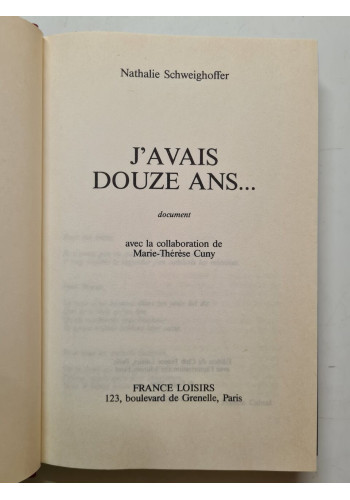 Nathalie Schweighoffer
J'AVAIS
DOUZE ANS...
document
avec la collaboration de
Marie-Thérèse Cuny
FRANCE LOISIRS
123, boulevard de Grenelle, Paris